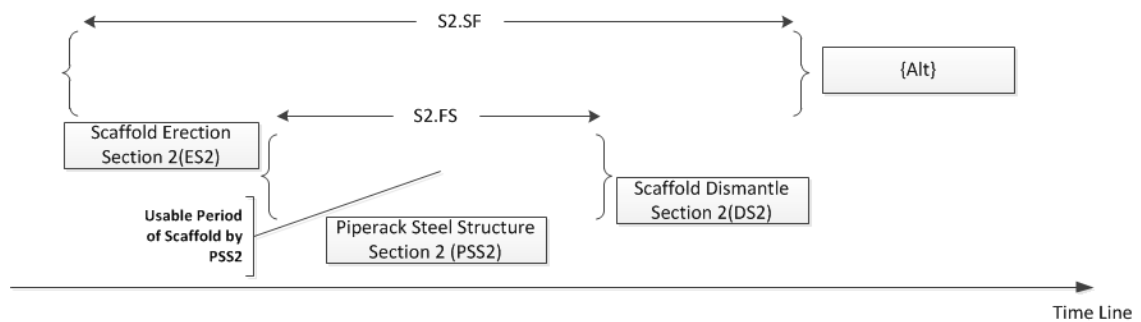 S2.SF
{Alt}
S2.FS
Scaffold Erection
Section 2(ES2)
Scaffold Dismantle
Section 2(DS2)
Usable Period
of Scaffold by
PSS2
Piperack Steel Structure
Section 2 (PSS2)
Time Line